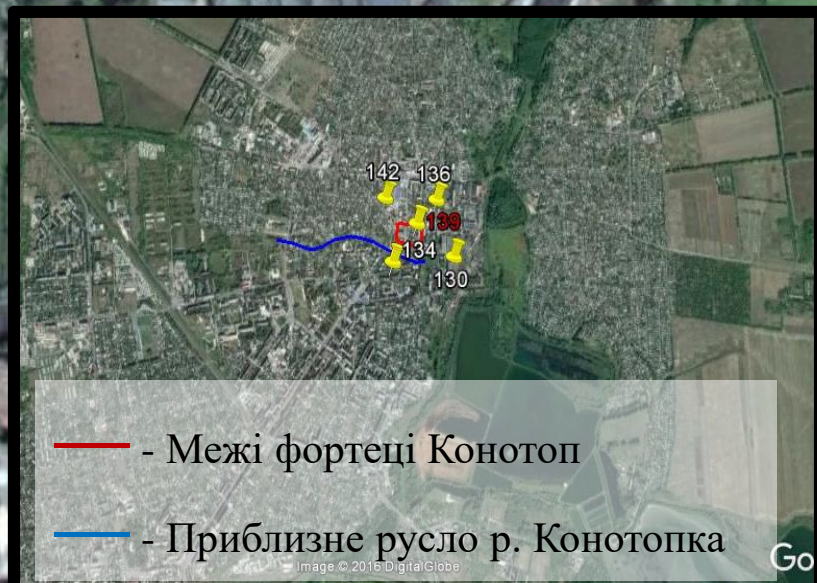 142 136
139
134
130
- Межі фортеці Конотоп
- Приблизне русло р. Конотопка
Image © 2016 DigitalGlobe
Go